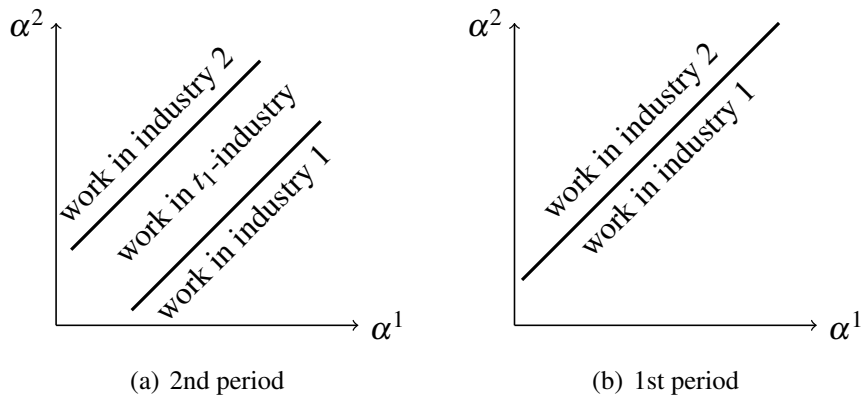 α²
work in industry 2
work in t₁-industry
work in industry 1
α¹
(a) 2nd period
α²
work in industry 2
work in industry 1
α¹
(b) 1st period